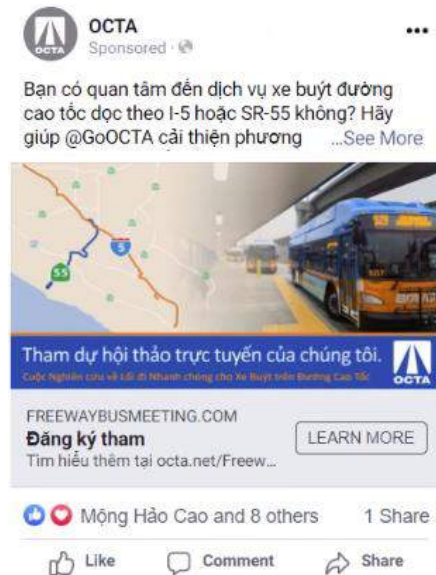 OCTA
OCTA
Sponsored ·
Bạn có quan tâm đến dịch vụ xe buýt đường
cao tốc dọc theo I-5 hoặc SR-55 không? Hãy
giúp @GoOCTA cải thiện phương ...See More
5
55
Tham dự hội thảo trực tuyến của chúng tôi.
Cuộc Nghiên cứu về Lối đi Nhanh chóng cho Xe Buýt trên Đường Cao Tốc
OCTA
FREEWAYBUSMEETING.COM
Đăng ký tham
Tìm hiểu thêm tại octa.net/Freew...
LEARN MORE
Mộng Hảo Cao and 8 others 1 Share
Like Comment Share